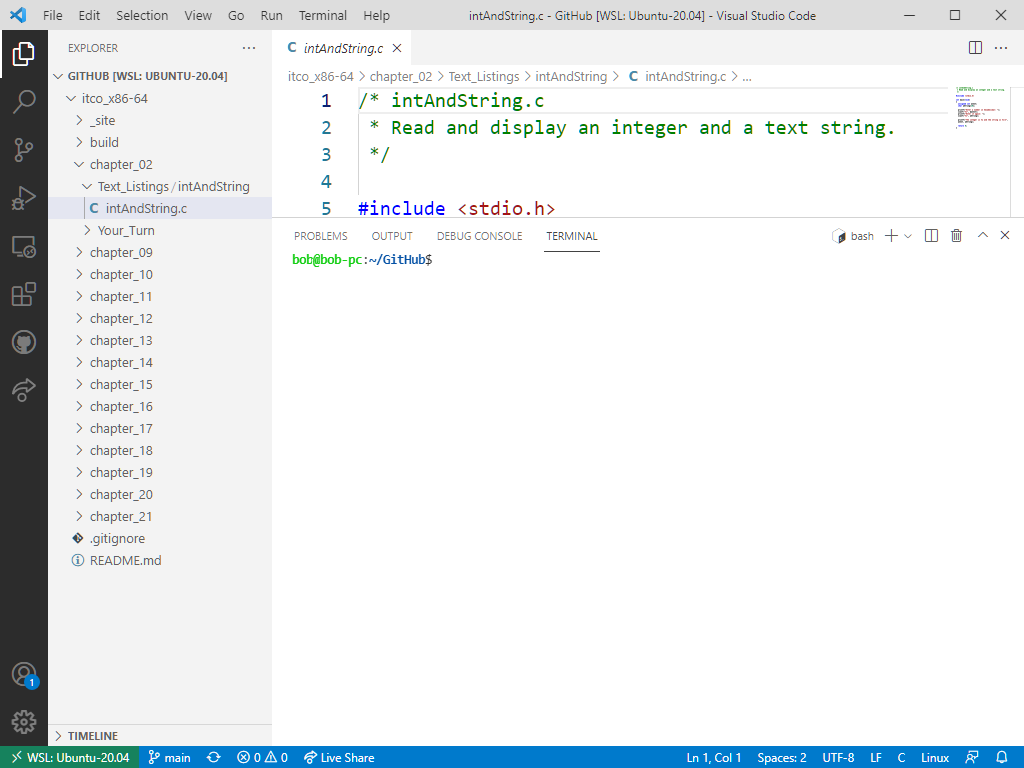 File Edit Selection View Go Run Terminal Help intAndString.c - GitHub [WSL: Ubuntu-20.04] - Visual Studio Code
EXPLORER
GITHUB [WSL: UBUNTU-20.04]
itco_x86-64
_site
build
chapter_02
Text_Listings / intAndString
C intAndString.c
Your_Turn
chapter_09
chapter_10
chapter_11
chapter_12
chapter_13
chapter_14
chapter_15
chapter_16
chapter_17
chapter_18
chapter_19
chapter_20
chapter_21
.gitignore
README.md
TIMELINE
C intAndString.c
itco_x86-64 > chapter_02 > Text_Listings > intAndString > C intAndString.c > ...
1 /* intAndString.c
2 * Read and display an integer and a text string.
3 */
4
5 #include <stdio.h>
PROBLEMS OUTPUT DEBUG CONSOLE TERMINAL bash
bob@bob-pc:~/GitHub$
1
WSL: Ubuntu-20.04 main 0 0 Live Share Ln 1, Col 1 Spaces: 2 UTF-8 LF C Linux